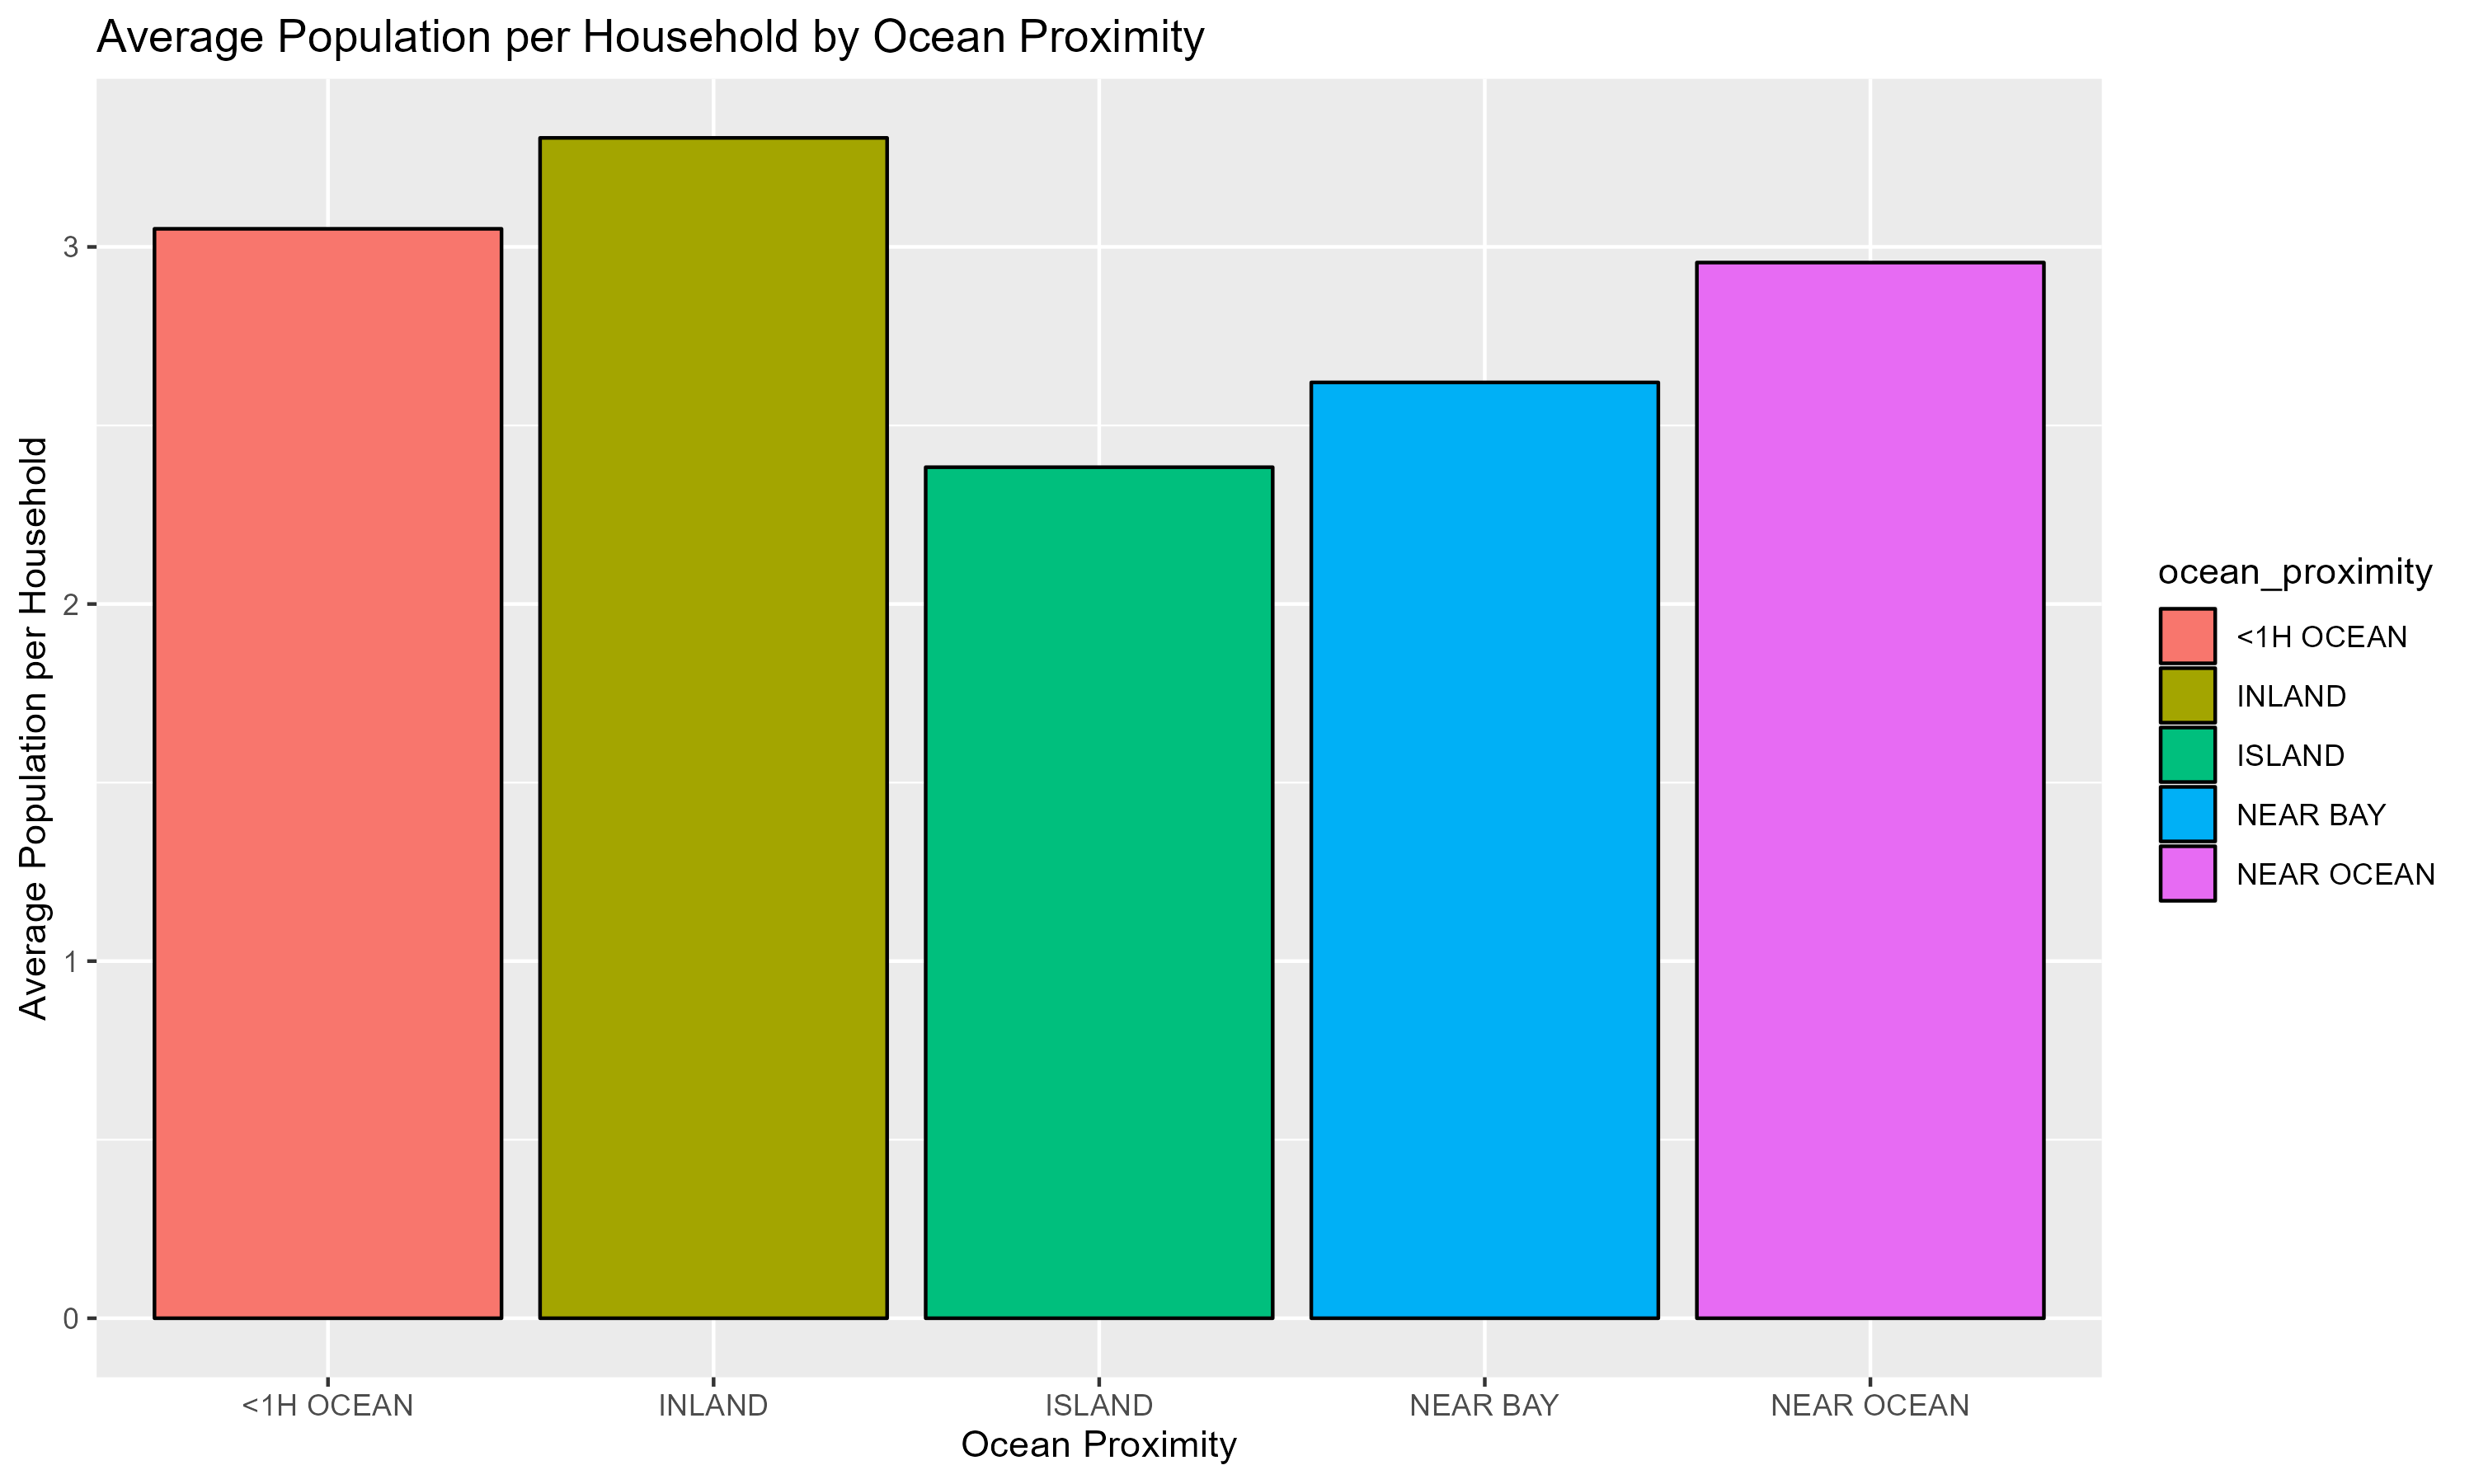 Average Population per Household by Ocean Proximity
Average Population per Household
3
2
1
0
<1H OCEAN
INLAND
ISLAND
NEAR BAY
NEAR OCEAN
Ocean Proximity
ocean_proximity
<1H OCEAN
INLAND
ISLAND
NEAR BAY
NEAR OCEAN